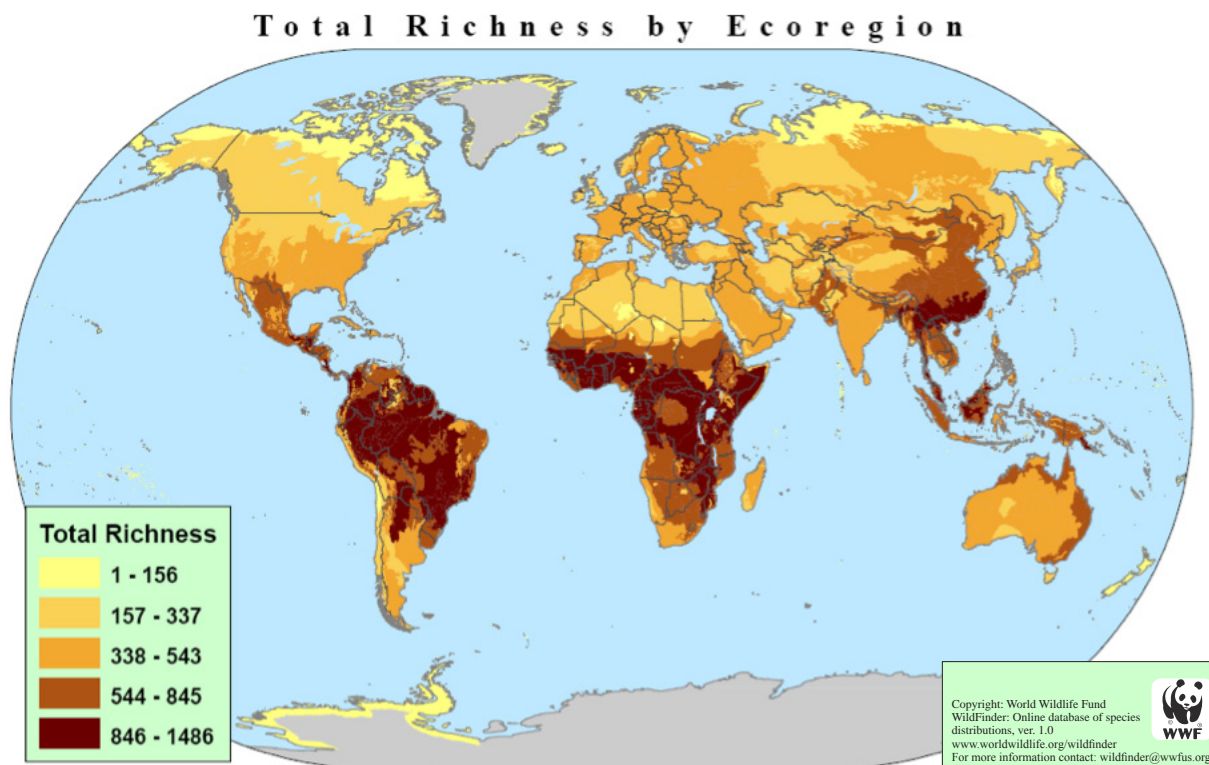 Total Richness by Ecoregion
Total Richness
1 - 156
157 - 337
338 - 543
544 - 845
846 - 1486
Copyright: World Wildlife Fund
WildFinder: Online database of species
distributions, ver. 1.0
www.worldwildlife.org/wildfinder
For more information contact: wildfinder@wwfus.org
WWF